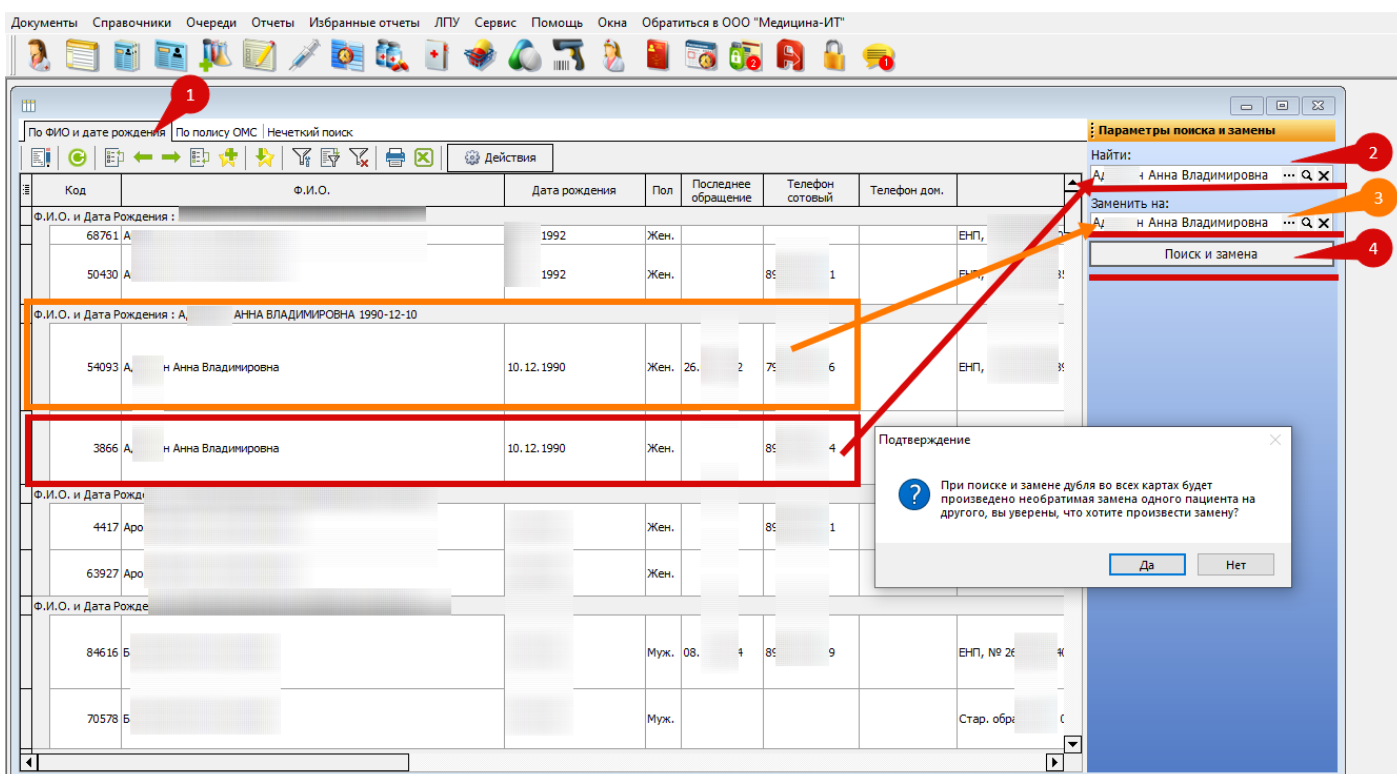 Документы Справочники Очереди Отчеты Избранные отчеты ЛПУ Сервис Помощь Окна Обратиться в ООО "Медицина-ИТ"
2
1
1
По ФИО и дате рождения По полису ОМС Нечеткий поиск
Действия
Код Ф.И.О. Дата рождения Пол Последнее обращение Телефон сотовый Телефон дом.
Ф.И.О. и Дата Рождения :
68761 А 1992 Жен. ЕНП,
50430 А 1992 Жен. 89 1 ЕНП,
Ф.И.О. и Дата Рождения : А АННА ВЛАДИМИРОВНА 1990-12-10
54093 А н Анна Владимировна 10.12.1990 Жен. 26. 2 79 6 ЕНП,
3866 А н Анна Владимировна 10.12.1990 Жен. 89 4
Ф.И.О. и Дата
4417 Аро Жен. 89 1
63927 Аро Жен.
Ф.И.О. и Дата
84616 Б Муж. 08. 4 89 9 ЕНП, № 26
70578 Б Муж. Стар.
Параметры поиска и замены
Найти:
2
н Анна Владимировна
Заменить на:
3
н Анна Владимировна
Поиск и замена
4
Подтверждение
При поиске и замене дубля во всех картах будет
произведено необратимая замена одного пациента на
другого, вы уверены, что хотите произвести замену?
Да Нет